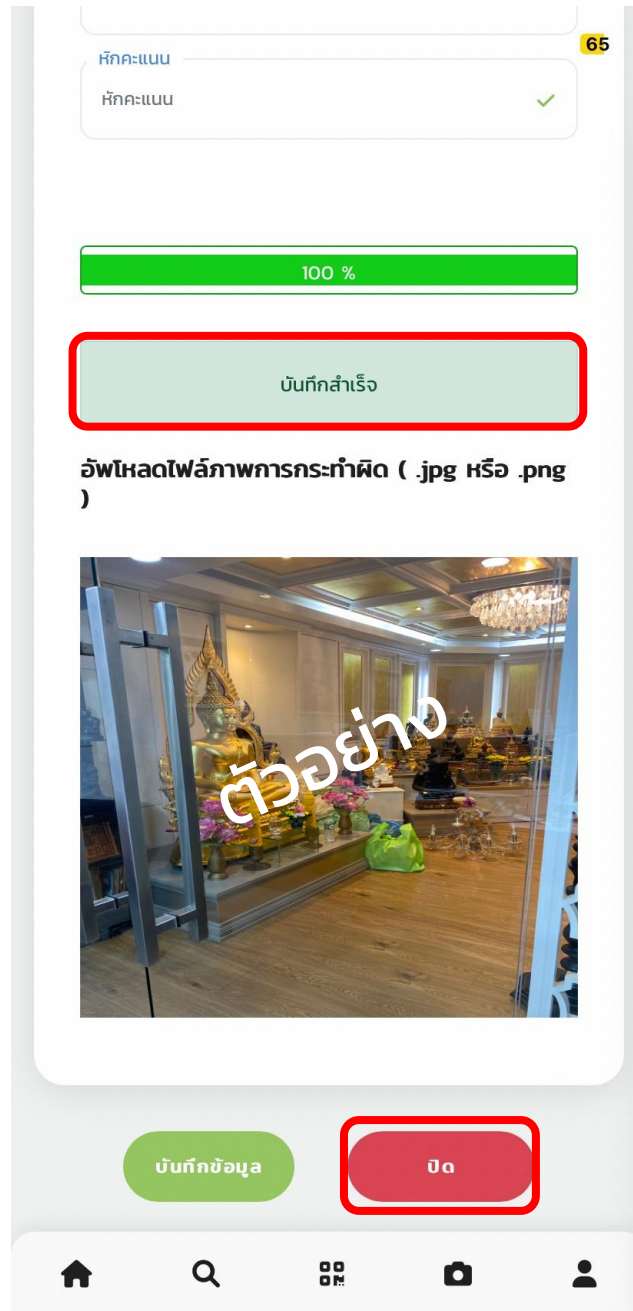 65
หักคะแนน
หักคะแนน
100 %
บันทึกสำเร็จ
อัพโหลดไฟล์ภาพการกระทำผิด ( .jpg หรือ .png
)
ตัวอย่าง
บันทึกข้อมูล
ปิด